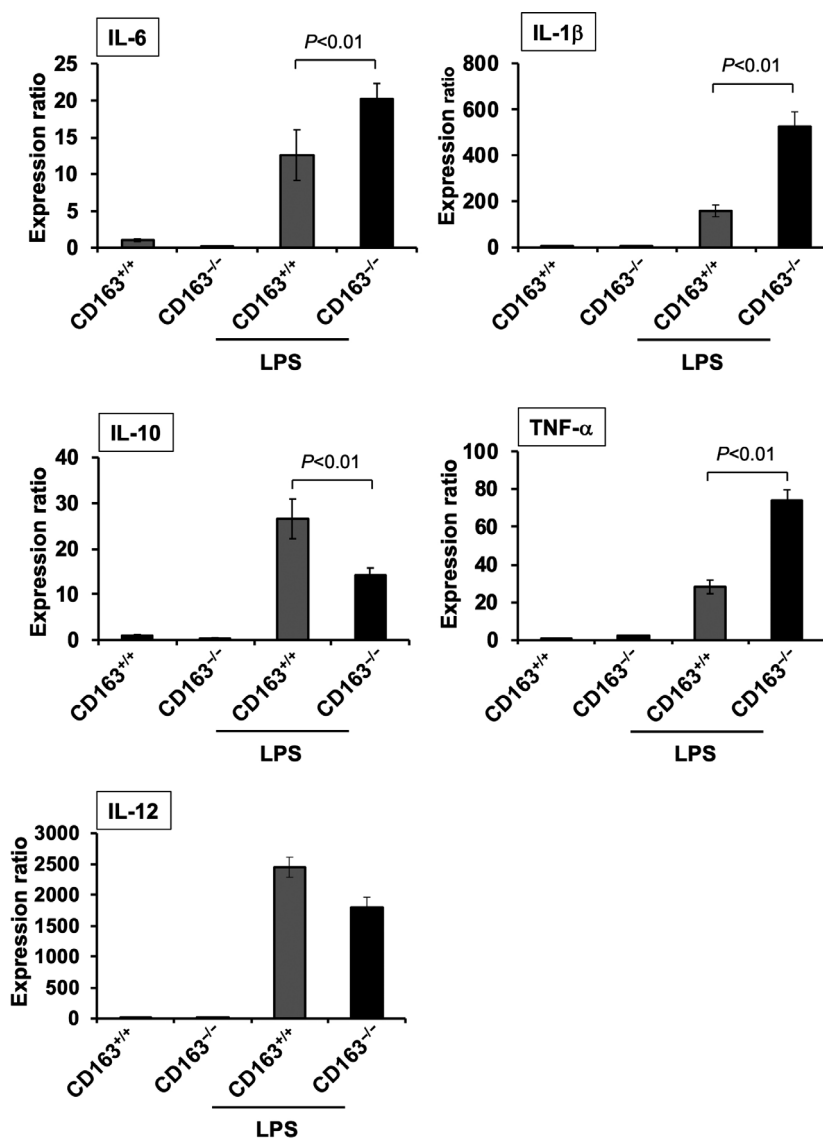 IL-6
P<0.01
Expression ratio
25
20
15
10
5
0
CD163+/+
CD163−/−
CD163+/+
CD163−/−
LPS
IL-1β
P<0.01
Expression ratio
800
600
400
200
0
CD163+/+
CD163−/−
CD163+/+
CD163−/−
LPS
IL-10
P<0.01
Expression ratio
40
30
20
10
0
CD163+/+
CD163−/−
CD163+/+
CD163−/−
LPS
TNF-α
P<0.01
Expression ratio
100
80
60
40
20
0
CD163+/+
CD163−/−
CD163+/+
CD163−/−
LPS
IL-12
Expression ratio
3000
2500
2000
1500
1000
500
0
CD163+/+
CD163−/−
CD163+/+
CD163−/−
LPS